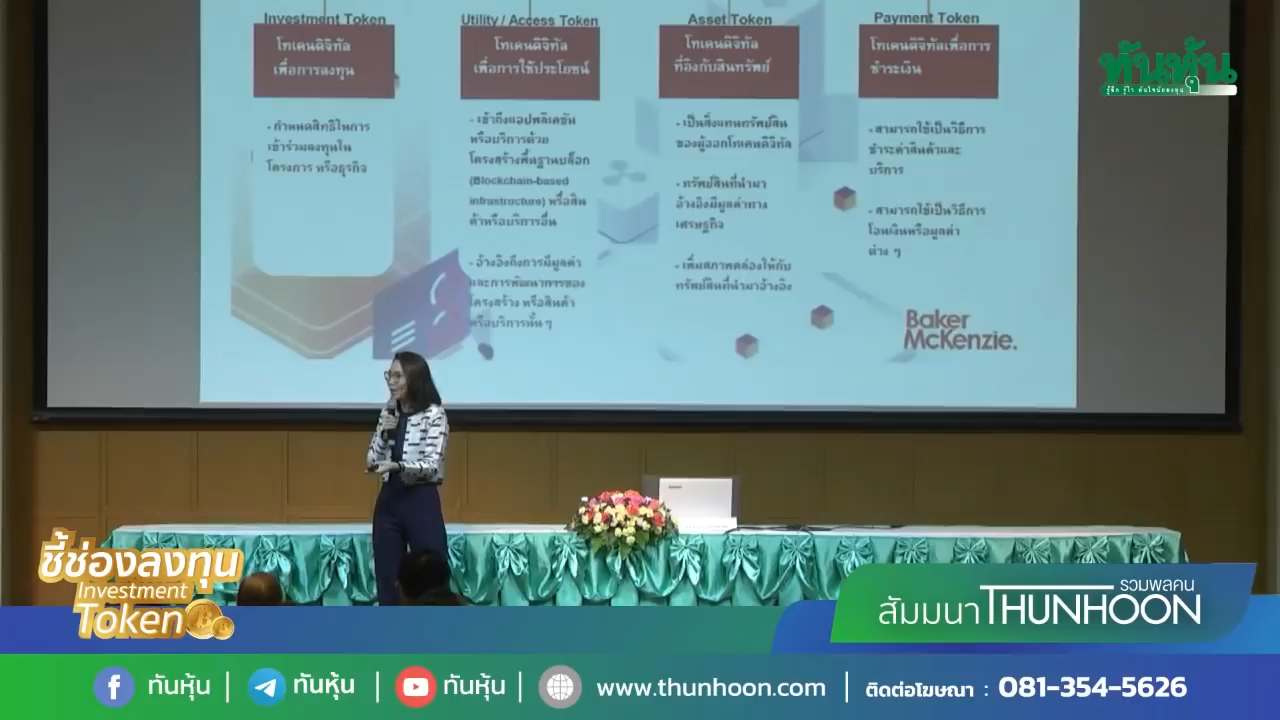 Investment Token
Utility / Access Token
Asset Token
Payment Token
โทเคนดิจิทัล
เพื่อการลงทุน
โทเคนดิจิทัล
เพื่อการใช้ประโยชน์
โทเคนดิจิทัล
ที่อิงกับสินทรัพย์
โทเคนดิจิทัลเพื่อการ
ชำระเงิน
- กำหนดสิทธิในการ
เข้าร่วมลงทุนใน
โครงการ หรือธุรกิจ
- เข้าถึงแอปพลิเคชัน
หรือบริการด้วย
โครงสร้างพื้นฐานบล็อก
(Blockchain-based
infrastructure) หรือสิน
ค้าหรือบริการอื่น
- อ้างอิงถึงการมีมูลค่า
และการพัฒนาการของ
โครงสร้าง หรือสินค้า
หรือบริการนั้น ๆ
- เป็นสิ่งแทนทรัพย์สิน
ของผู้ออกโทเคนดิจิทัล
- ทรัพย์สินที่นำมา
อ้างอิงมีมูลค่าทาง
เศรษฐกิจ
- เพิ่มสภาพคล่องให้กับ
ทรัพย์สินที่นำมาอ้างอิง
- สามารถใช้เป็นวิธีการ
ชำระค่าสินค้าและ
บริการ
- สามารถใช้เป็นวิธีการ
โอนเงินหรือมูลค่า
ต่าง ๆ
Baker
McKenzie.
ทันหุ้น
รู้ลึก รู้ไว ทันใจนักลงทุน
ชี้ช่องลงทุน
Investment
Token
รวมพลคน
สัมมนา THUNHOON
ทันหุ้น | ทันหุ้น | ทันหุ้น | www.thunhoon.com | ติดต่อโฆษณา : 081-354-5626